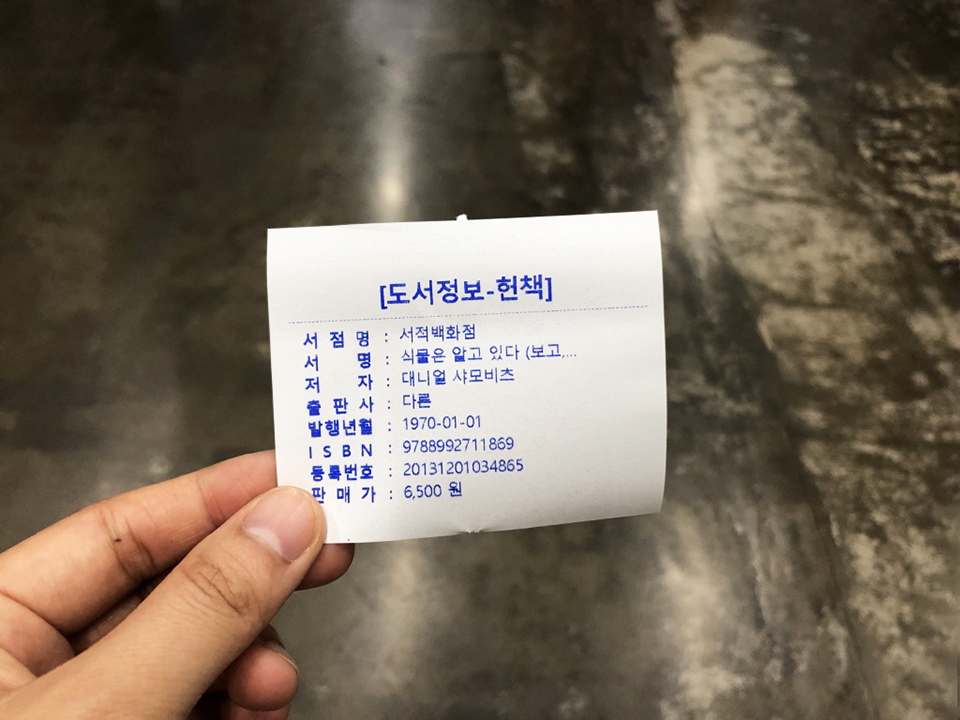 [도서정보-헌책]
서 점 명 : 서적백화점
서 명 : 식물은 알고 있다 (보고,...
저 자 : 대니얼 샤모비츠
출 판 사 : 다른
발행년월 : 1970-01-01
I S B N : 9788992711869
등록번호 : 20131201034865
판 매 가 : 6,500 원